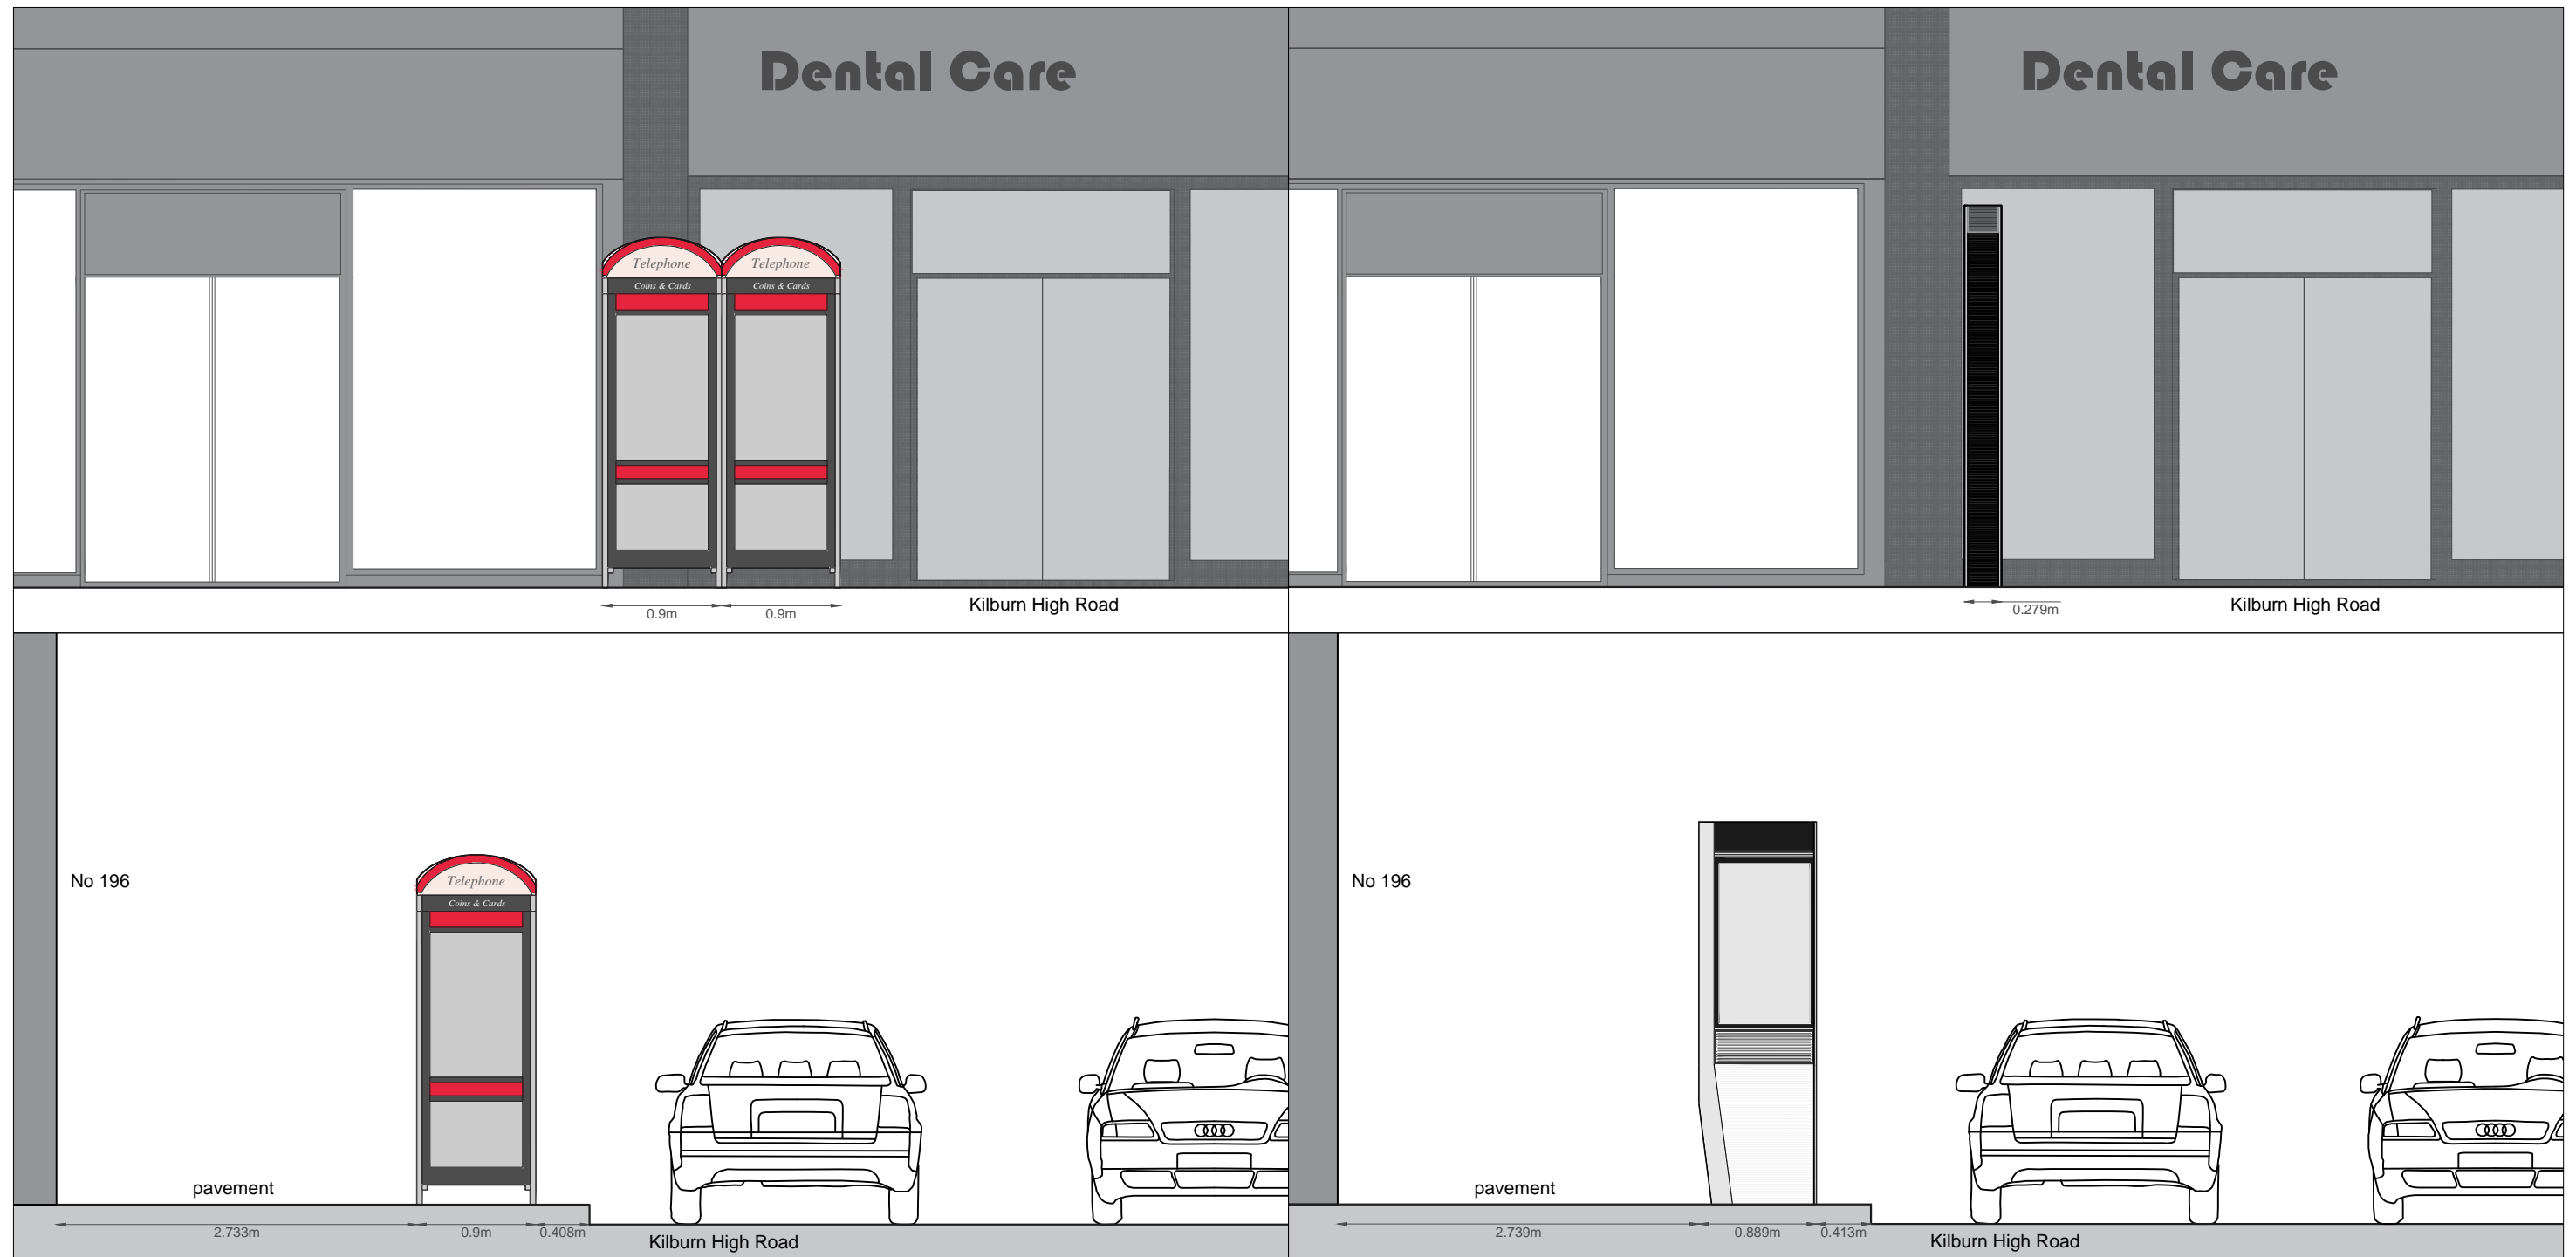 Dental Care
Telephone Telephone
Coins & Cards Coins & Cards
0.9m 0.9m
Kilburn High Road
Dental Care
0.279m
Kilburn High Road
No 196
Telephone
Coins & Cards
pavement
2.733m 0.9m 0.408m
Kilburn High Road
No 196
pavement
2.739m 0.889m 0.413m
Kilburn High Road